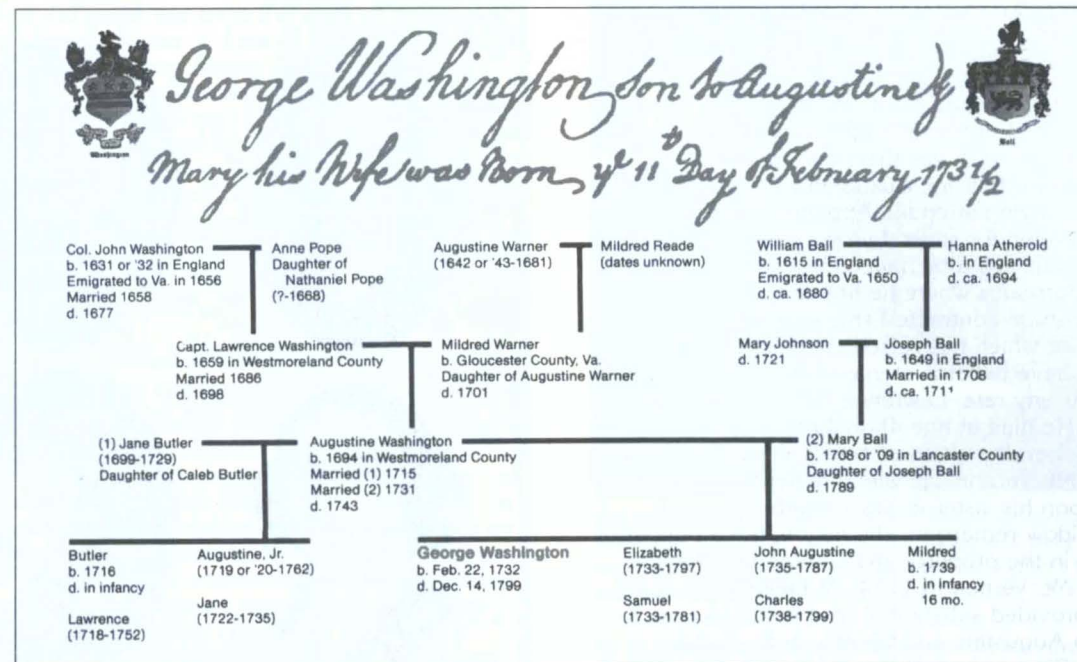 George Washington son to Augustine &
Mary his Wife was Born yᵉ 11ᵗʰ Day of February 173½
Washington
Ball
Col. John Washington
b. 1631 or '32 in England
Emigrated to Va. in 1656
Married 1658
d. 1677
Anne Pope
Daughter of
Nathaniel Pope
(?-1668)
Augustine Warner
(1642 or '43-1681)
Mildred Reade
(dates unknown)
William Ball
b. 1615 in England
Emigrated to Va. 1650
d. ca. 1680
Hanna Atherold
b. in England
d. ca. 1694
Capt. Lawrence Washington
b. 1659 in Westmoreland County
Married 1686
d. 1698
Mildred Warner
b. Gloucester County, Va.
Daughter of Augustine Warner
d. 1701
Mary Johnson
d. 1721
Joseph Ball
b. 1649 in England
Married in 1708
d. ca. 1711
(1) Jane Butler
(1699-1729)
Daughter of Caleb Butler
Augustine Washington
b. 1694 in Westmoreland County
Married (1) 1715
Married (2) 1731
d. 1743
(2) Mary Ball
b. 1708 or '09 in Lancaster County
Daughter of Joseph Ball
d. 1789
Butler
b. 1716
d. in infancy
Lawrence
(1718-1752)
Augustine, Jr.
(1719 or '20-1762)
Jane
(1722-1735)
George Washington
b. Feb. 22, 1732
d. Dec. 14, 1799
Elizabeth
(1733-1797)
Samuel
(1733-1781)
John Augustine
(1735-1787)
Charles
(1738-1799)
Mildred
b. 1739
d. in infancy
16 mo.